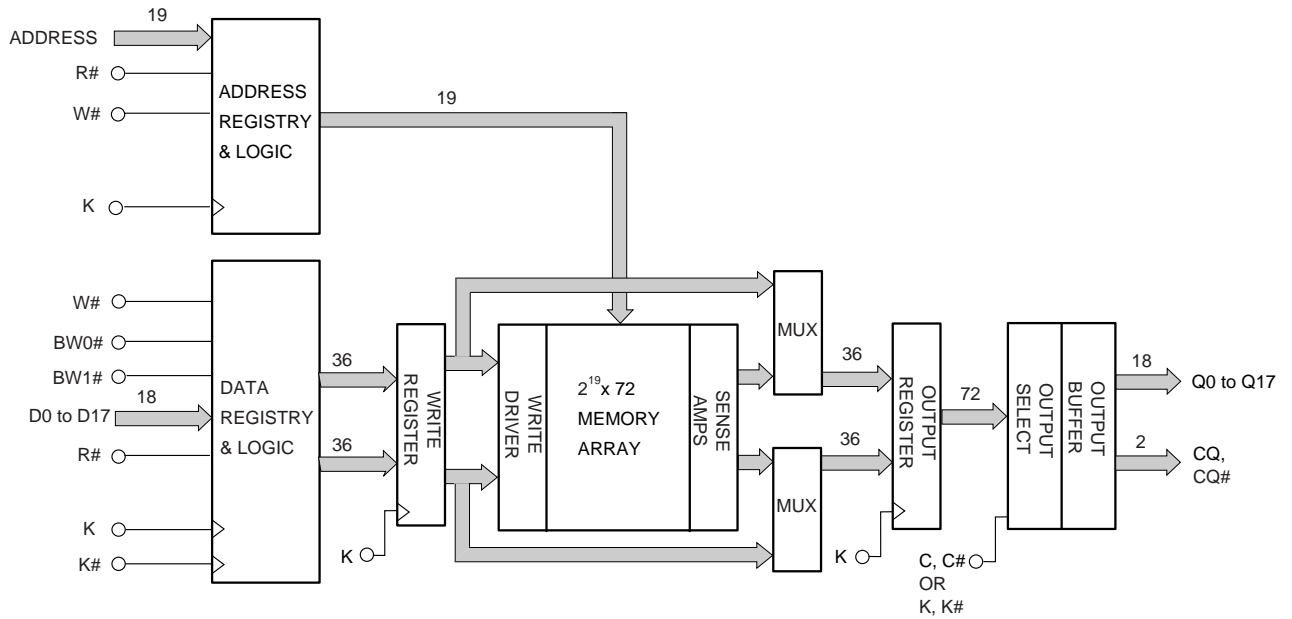 19
ADDRESS
R#
W#
K
ADDRESS
REGISTRY
& LOGIC
19
W#
BW0#
BW1#
18
D0 to D17
R#
K
K#
DATA
REGISTRY
& LOGIC
36
36
WRITE
REGISTER
K
WRITE
DRIVER
2^19 x 72
MEMORY
ARRAY
SENSE
AMPS
MUX
MUX
36
36
OUTPUT
REGISTER
K
72
OUTPUT
SELECT
OUTPUT
BUFFER
C, C#
OR
K, K#
18
Q0 to Q17
2
CQ,
CQ#